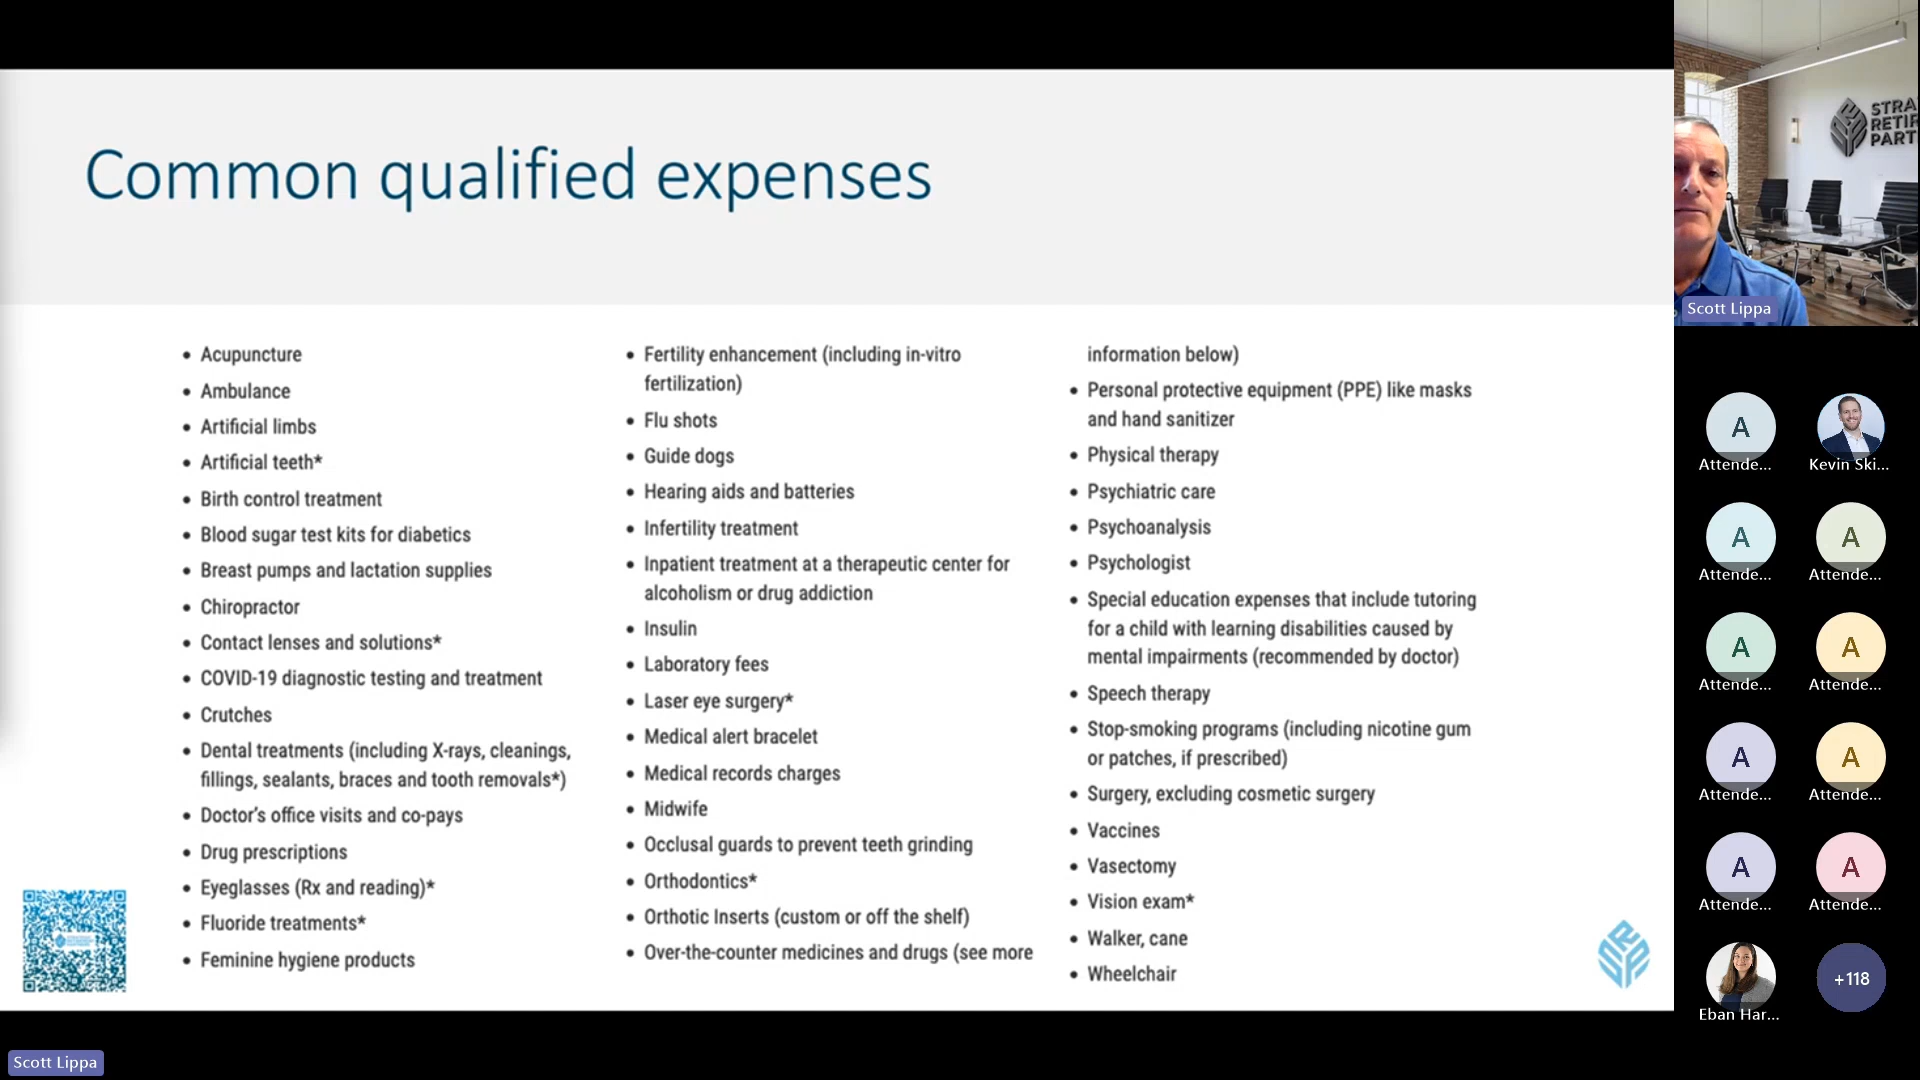 Common qualified expenses
• Acupuncture
• Ambulance
• Artificial limbs
• Artificial teeth*
• Birth control treatment
• Blood sugar test kits for diabetics
• Breast pumps and lactation supplies
• Chiropractor
• Contact lenses and solutions*
• COVID-19 diagnostic testing and treatment
• Crutches
• Dental treatments (including X-rays, cleanings,
fillings, sealants, braces and tooth removals*)
• Doctor's office visits and co-pays
• Drug prescriptions
• Eyeglasses (Rx and reading)*
• Fluoride treatments*
• Feminine hygiene products
• Fertility enhancement (including in-vitro
fertilization)
• Flu shots
• Guide dogs
• Hearing aids and batteries
• Infertility treatment
• Inpatient treatment at a therapeutic center for
alcoholism or drug addiction
• Insulin
• Laboratory fees
• Laser eye surgery*
• Medical alert bracelet
• Medical records charges
• Midwife
• Occlusal guards to prevent teeth grinding
• Orthodontics*
• Orthotic Inserts (custom or off the shelf)
• Over-the-counter medicines and drugs (see more
information below)
• Personal protective equipment (PPE) like masks
and hand sanitizer
• Physical therapy
• Psychiatric care
• Psychoanalysis
• Psychologist
• Special education expenses that include tutoring
for a child with learning disabilities caused by
mental impairments (recommended by doctor)
• Speech therapy
• Stop-smoking programs (including nicotine gum
or patches, if prescribed)
• Surgery, excluding cosmetic surgery
• Vaccines
• Vasectomy
• Vision exam*
• Walker, cane
• Wheelchair
STRA
RETIR
PART
Scott Lippa
A
Attende...
Kevin Ski...
A
Attende...
A
Attende...
A
Attende...
A
Attende...
A
Attende...
A
Attende...
A
Attende...
A
Attende...
Eban Har...
+118
Scott Lippa